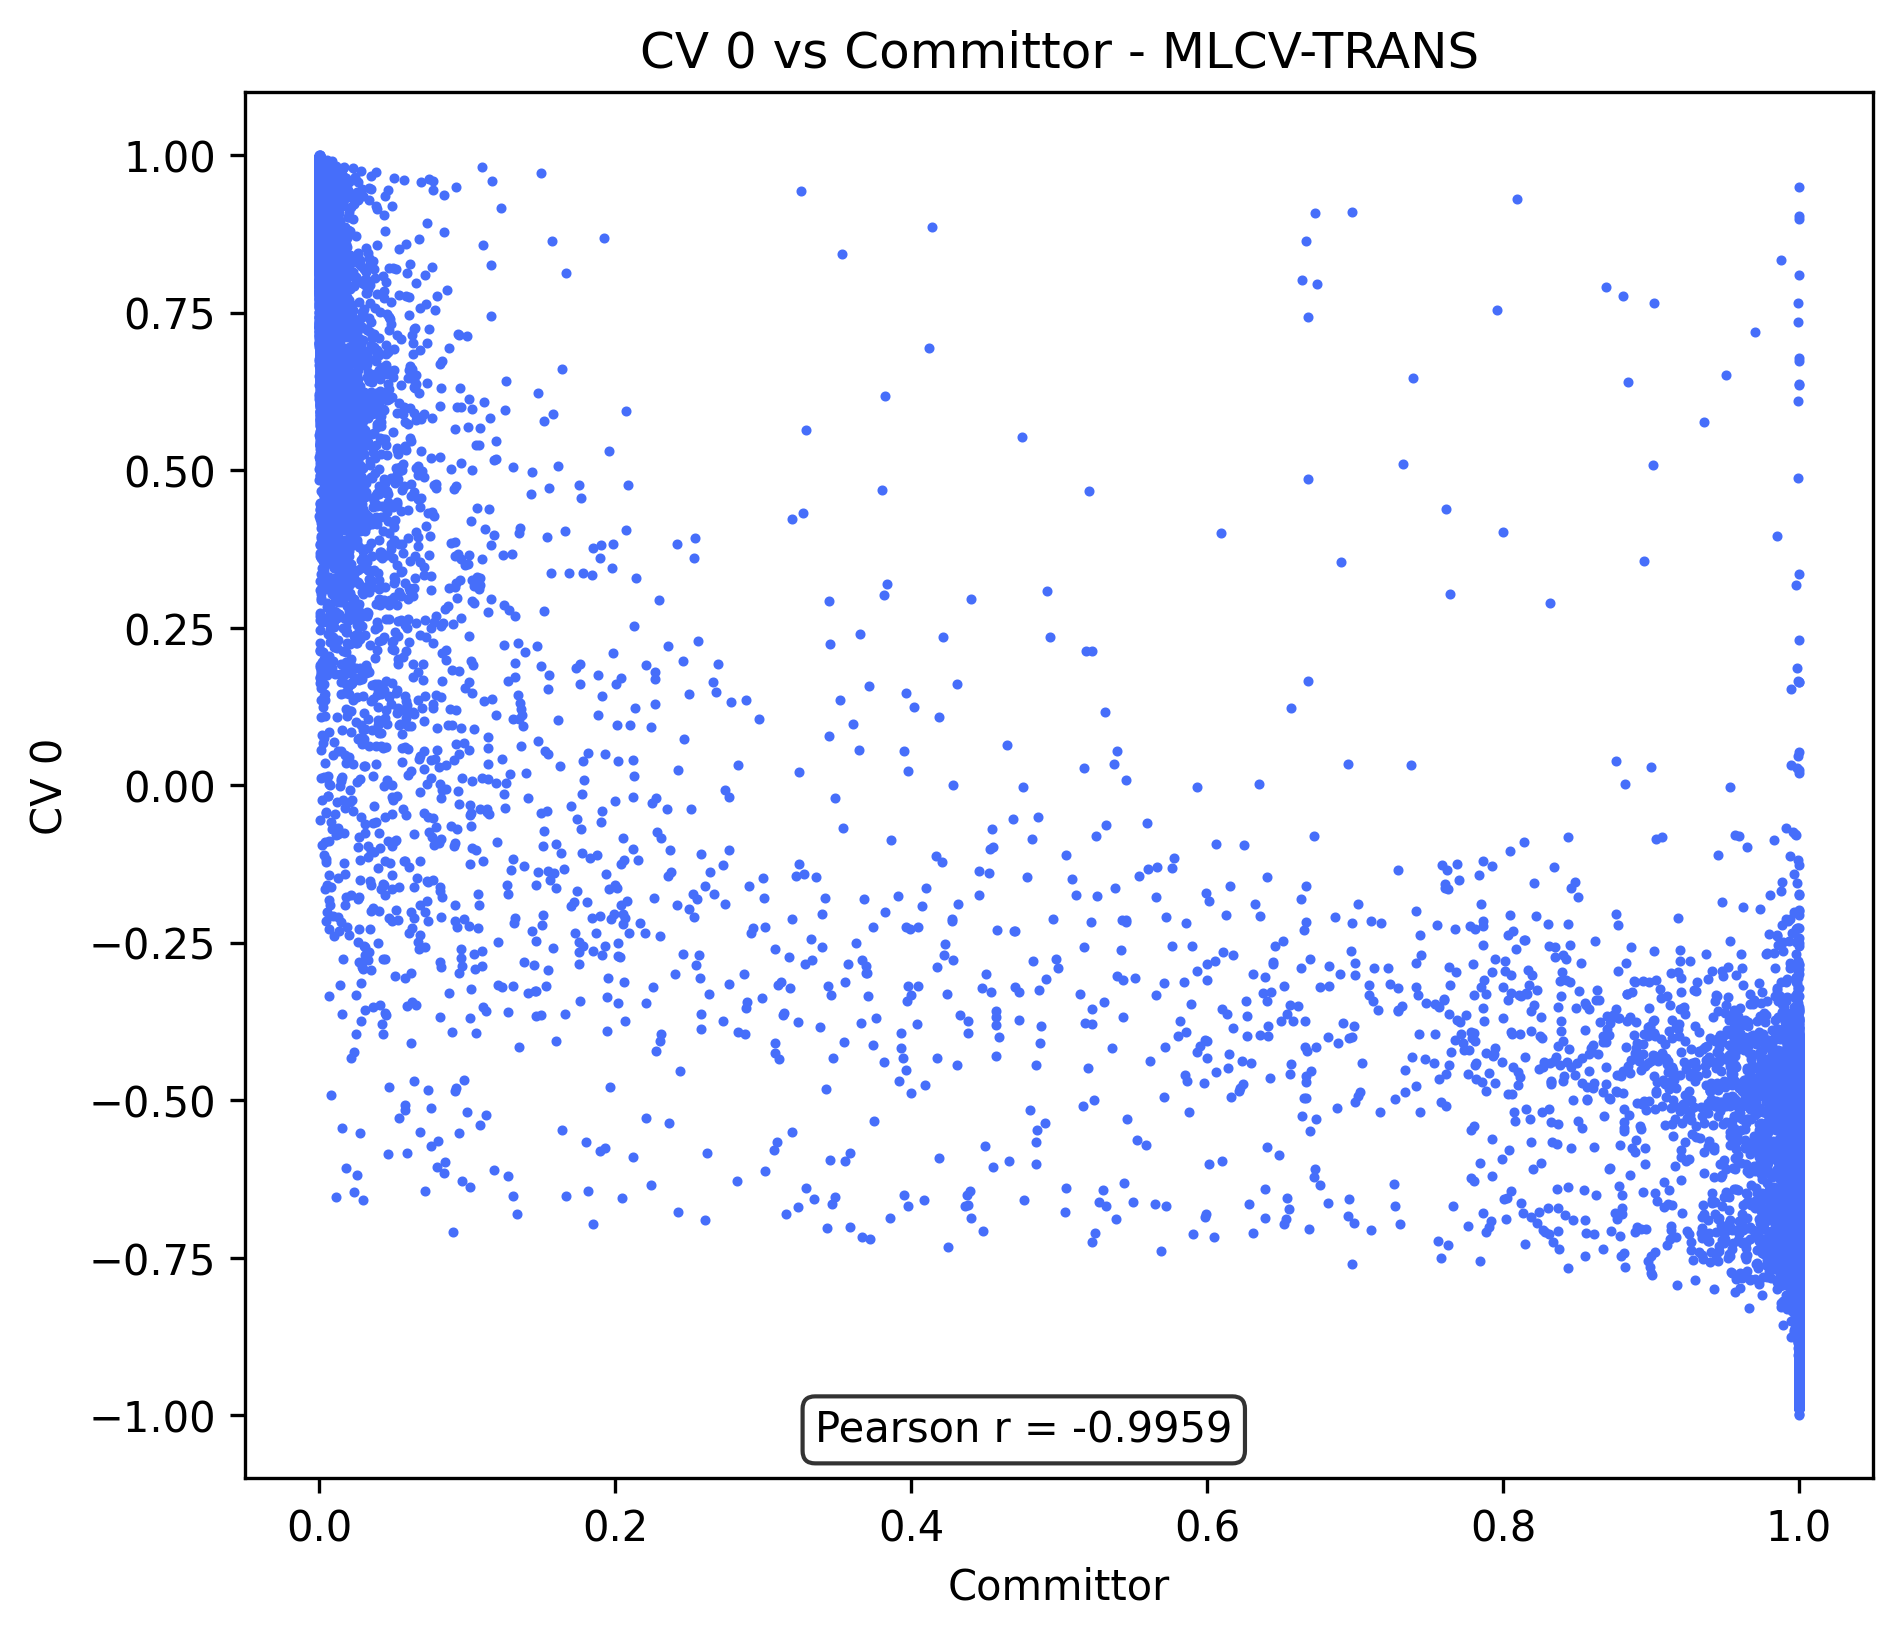 CV 0 vs Committor - MLCV-TRANS
1.00
0.75
0.50
0.25
0.00
−0.25
−0.50
−0.75
−1.00
CV 0
Pearson r = -0.9959
0.0 0.2 0.4 0.6 0.8 1.0
Committor